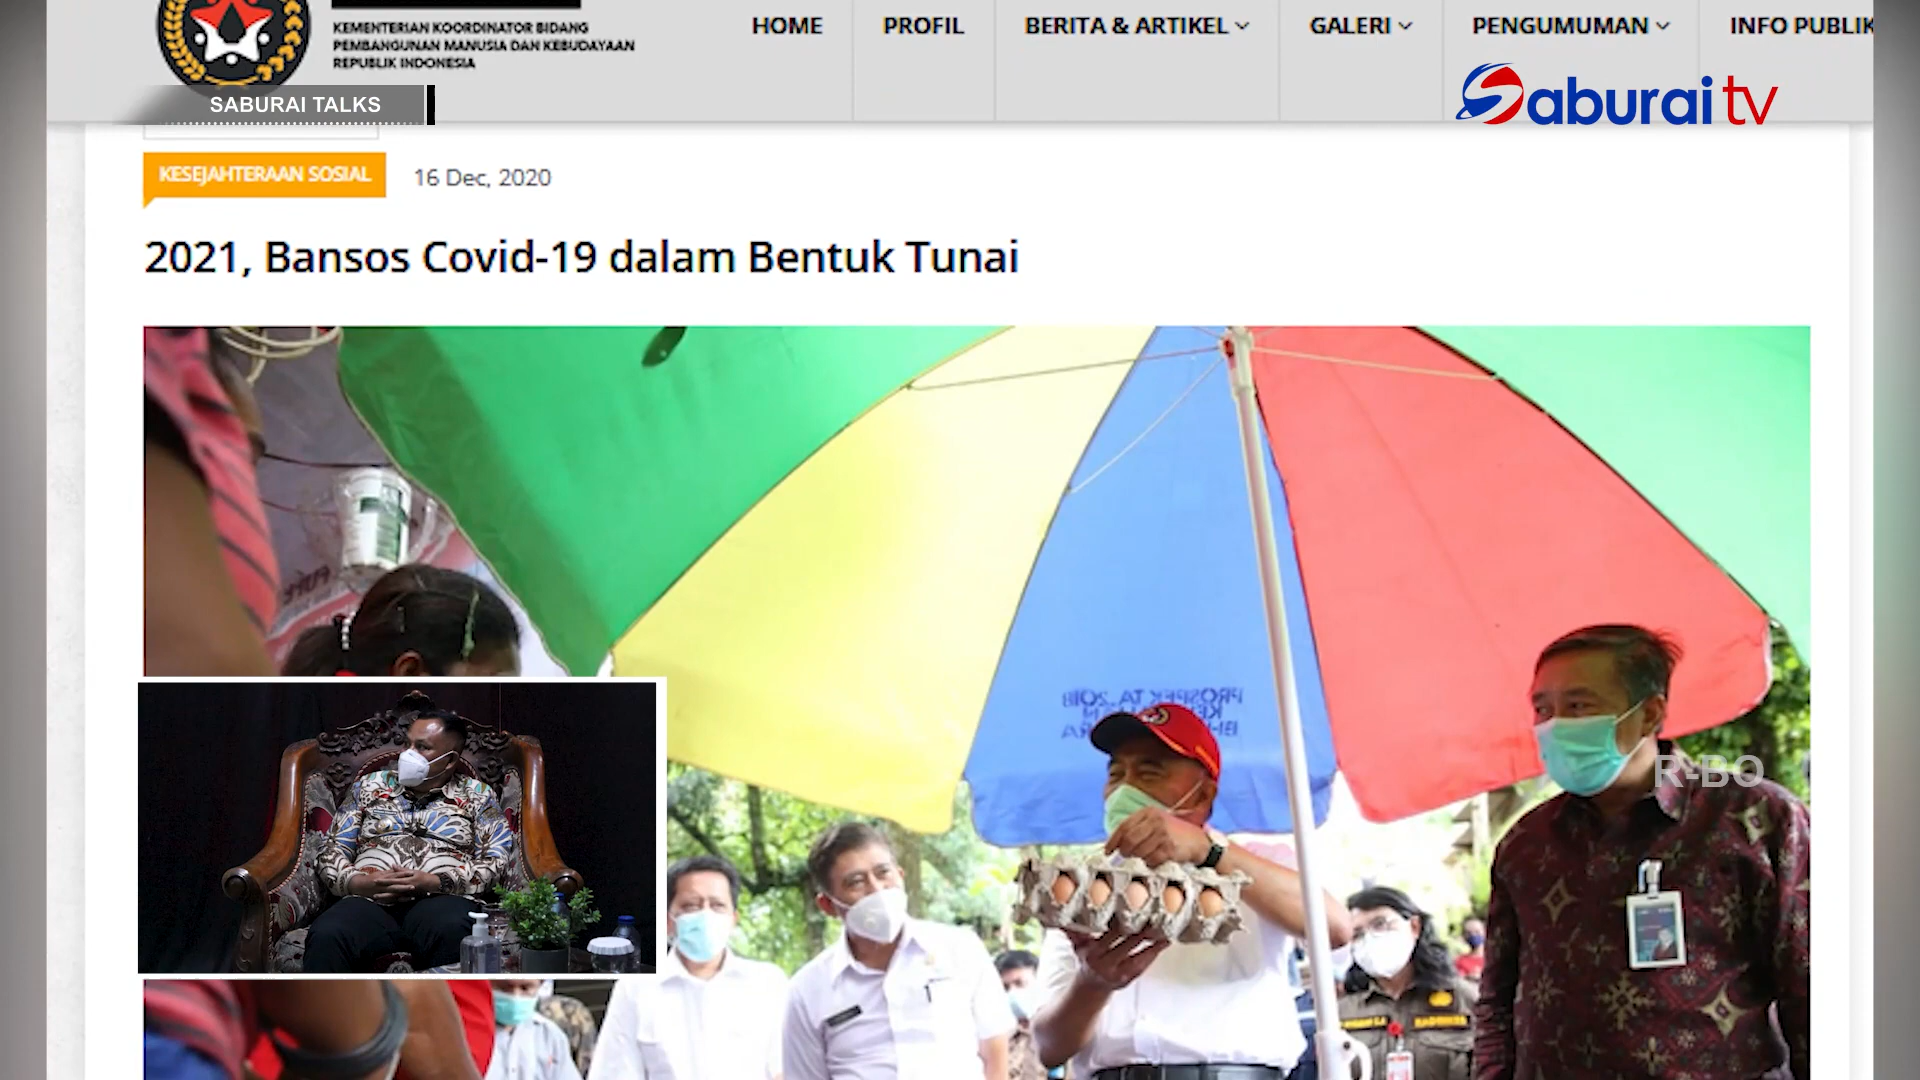 KEMENTERIAN KOORDINATOR BIDANG
PEMBANGUNAN MANUSIA DAN KEBUDAYAAN
REPUBLIK INDONESIA
HOME
PROFIL
BERITA & ARTIKEL
GALERI
PENGUMUMAN
INFO PUBLIK
SABURAI TALKS
Saburai tv
KESEJAHTERAAN SOSIAL
16 Dec, 2020
2021, Bansos Covid-19 dalam Bentuk Tunai
R-BO